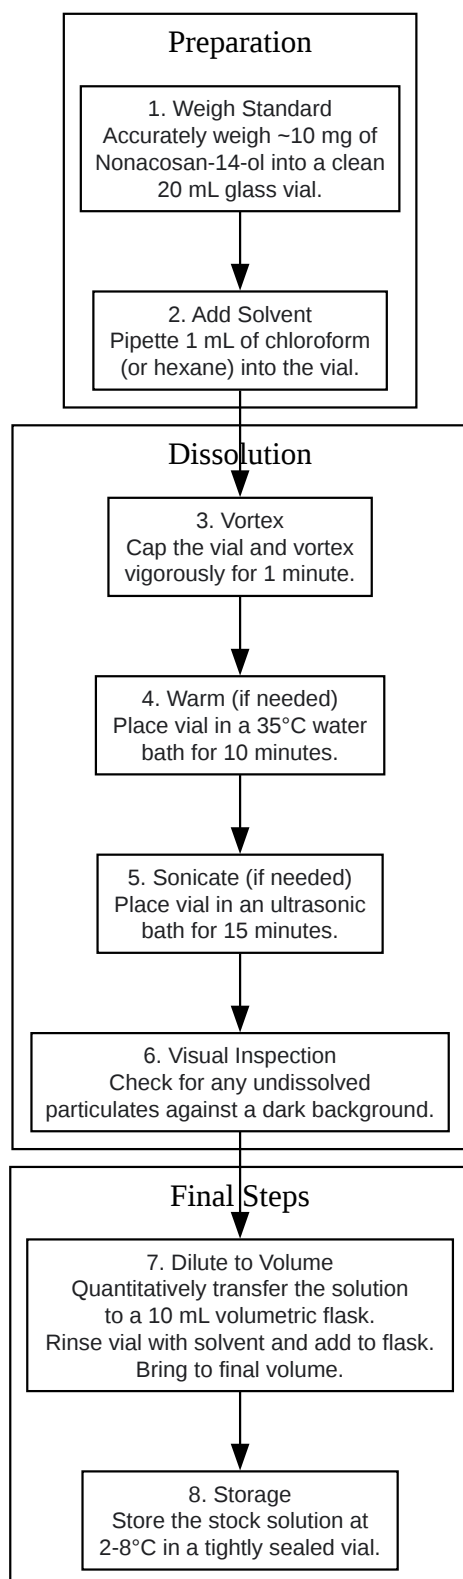 Preparation
1. Weigh Standard
Accurately weigh ~10 mg of
Nonacosan-14-ol into a clean
20 mL glass vial.
2. Add Solvent
Pipette 1 mL of chloroform
(or hexane) into the vial.
Dissolution
3. Vortex
Cap the vial and vortex
vigorously for 1 minute.
4. Warm (if needed)
Place vial in a 35°C water
bath for 10 minutes.
5. Sonicate (if needed)
Place vial in an ultrasonic
bath for 15 minutes.
6. Visual Inspection
Check for any undissolved
particulates against a dark background.
Final Steps
7. Dilute to Volume
Quantitatively transfer the solution
to a 10 mL volumetric flask.
Rinse vial with solvent and add to flask.
Bring to final volume.
8. Storage
Store the stock solution at
2-8°C in a tightly sealed vial.